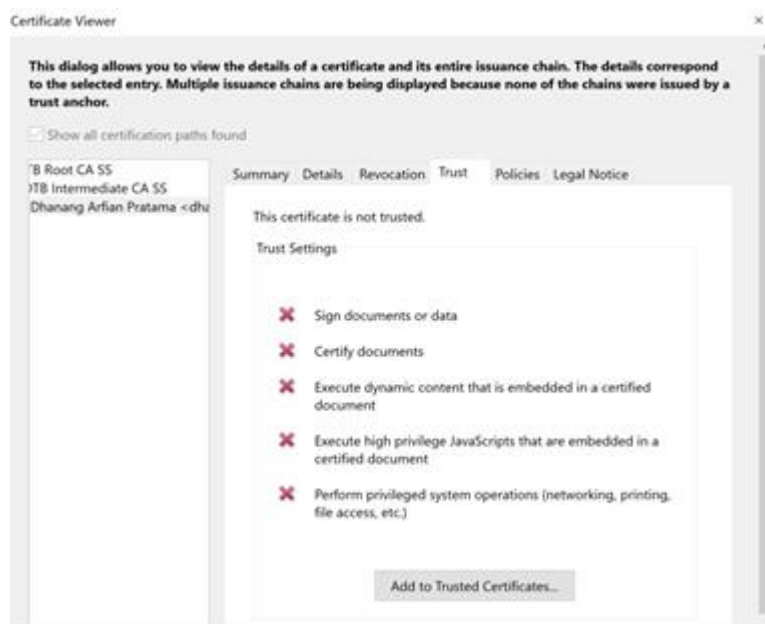 Certificate Viewer
This dialog allows you to view the details of a certificate and its entire issuance chain. The details correspond
to the selected entry. Multiple issuance chains are being displayed because none of the chains were issued by a
trust anchor.
Show all certification paths found
'B Root CA SS
)TB Intermediate CA SS
Dhanang Arfian Pratama <dha
Summary Details Revocation Trust Policies Legal Notice
This certificate is not trusted.
Trust Settings
Sign documents or data
Certify documents
Execute dynamic content that is embedded in a certified
document
Execute high privilege JavaScripts that are embedded in a
certified document
Perform privileged system operations (networking, printing,
file access, etc.)
Add to Trusted Certificates...